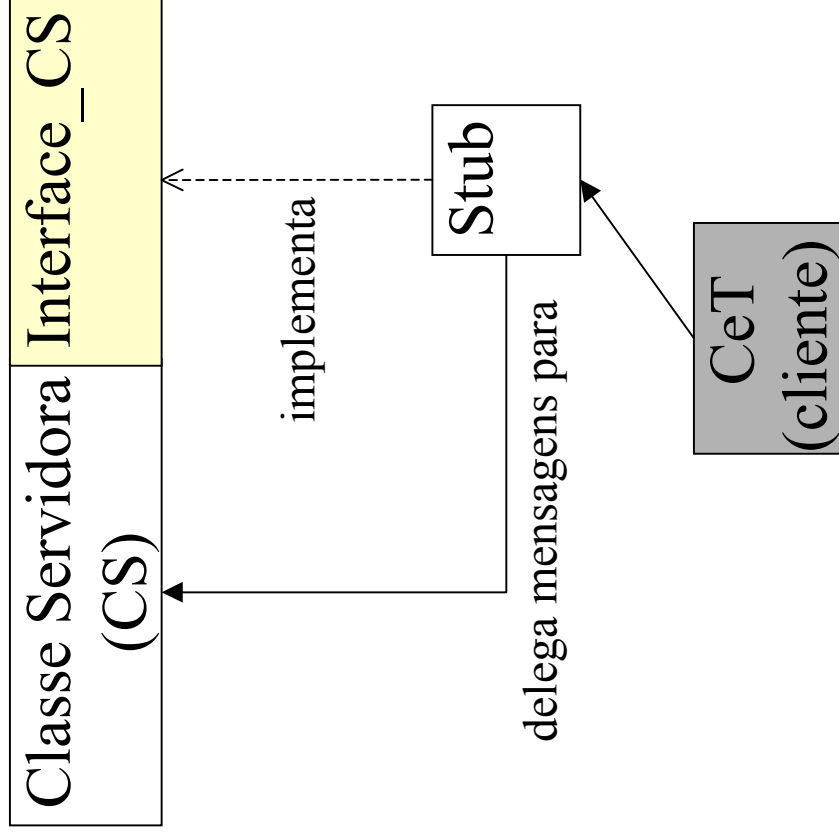 Classe Servidora
(CS)
Interface_CS
implementa
Stub
delega mensagens para
CeT
(cliente)